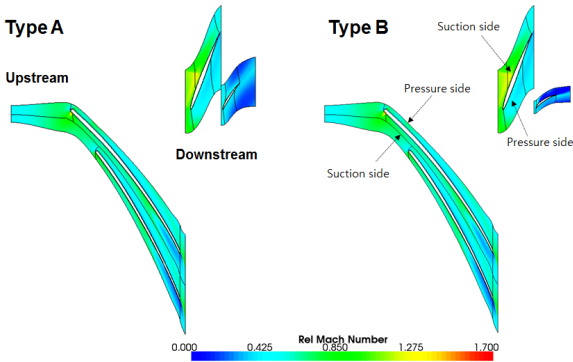 Type A
Type B
Suction side
Upstream
Pressure side
Pressure side
Downstream
Suction side
Rel Mach Number
0.000 0.425 0.850 1.275 1.700